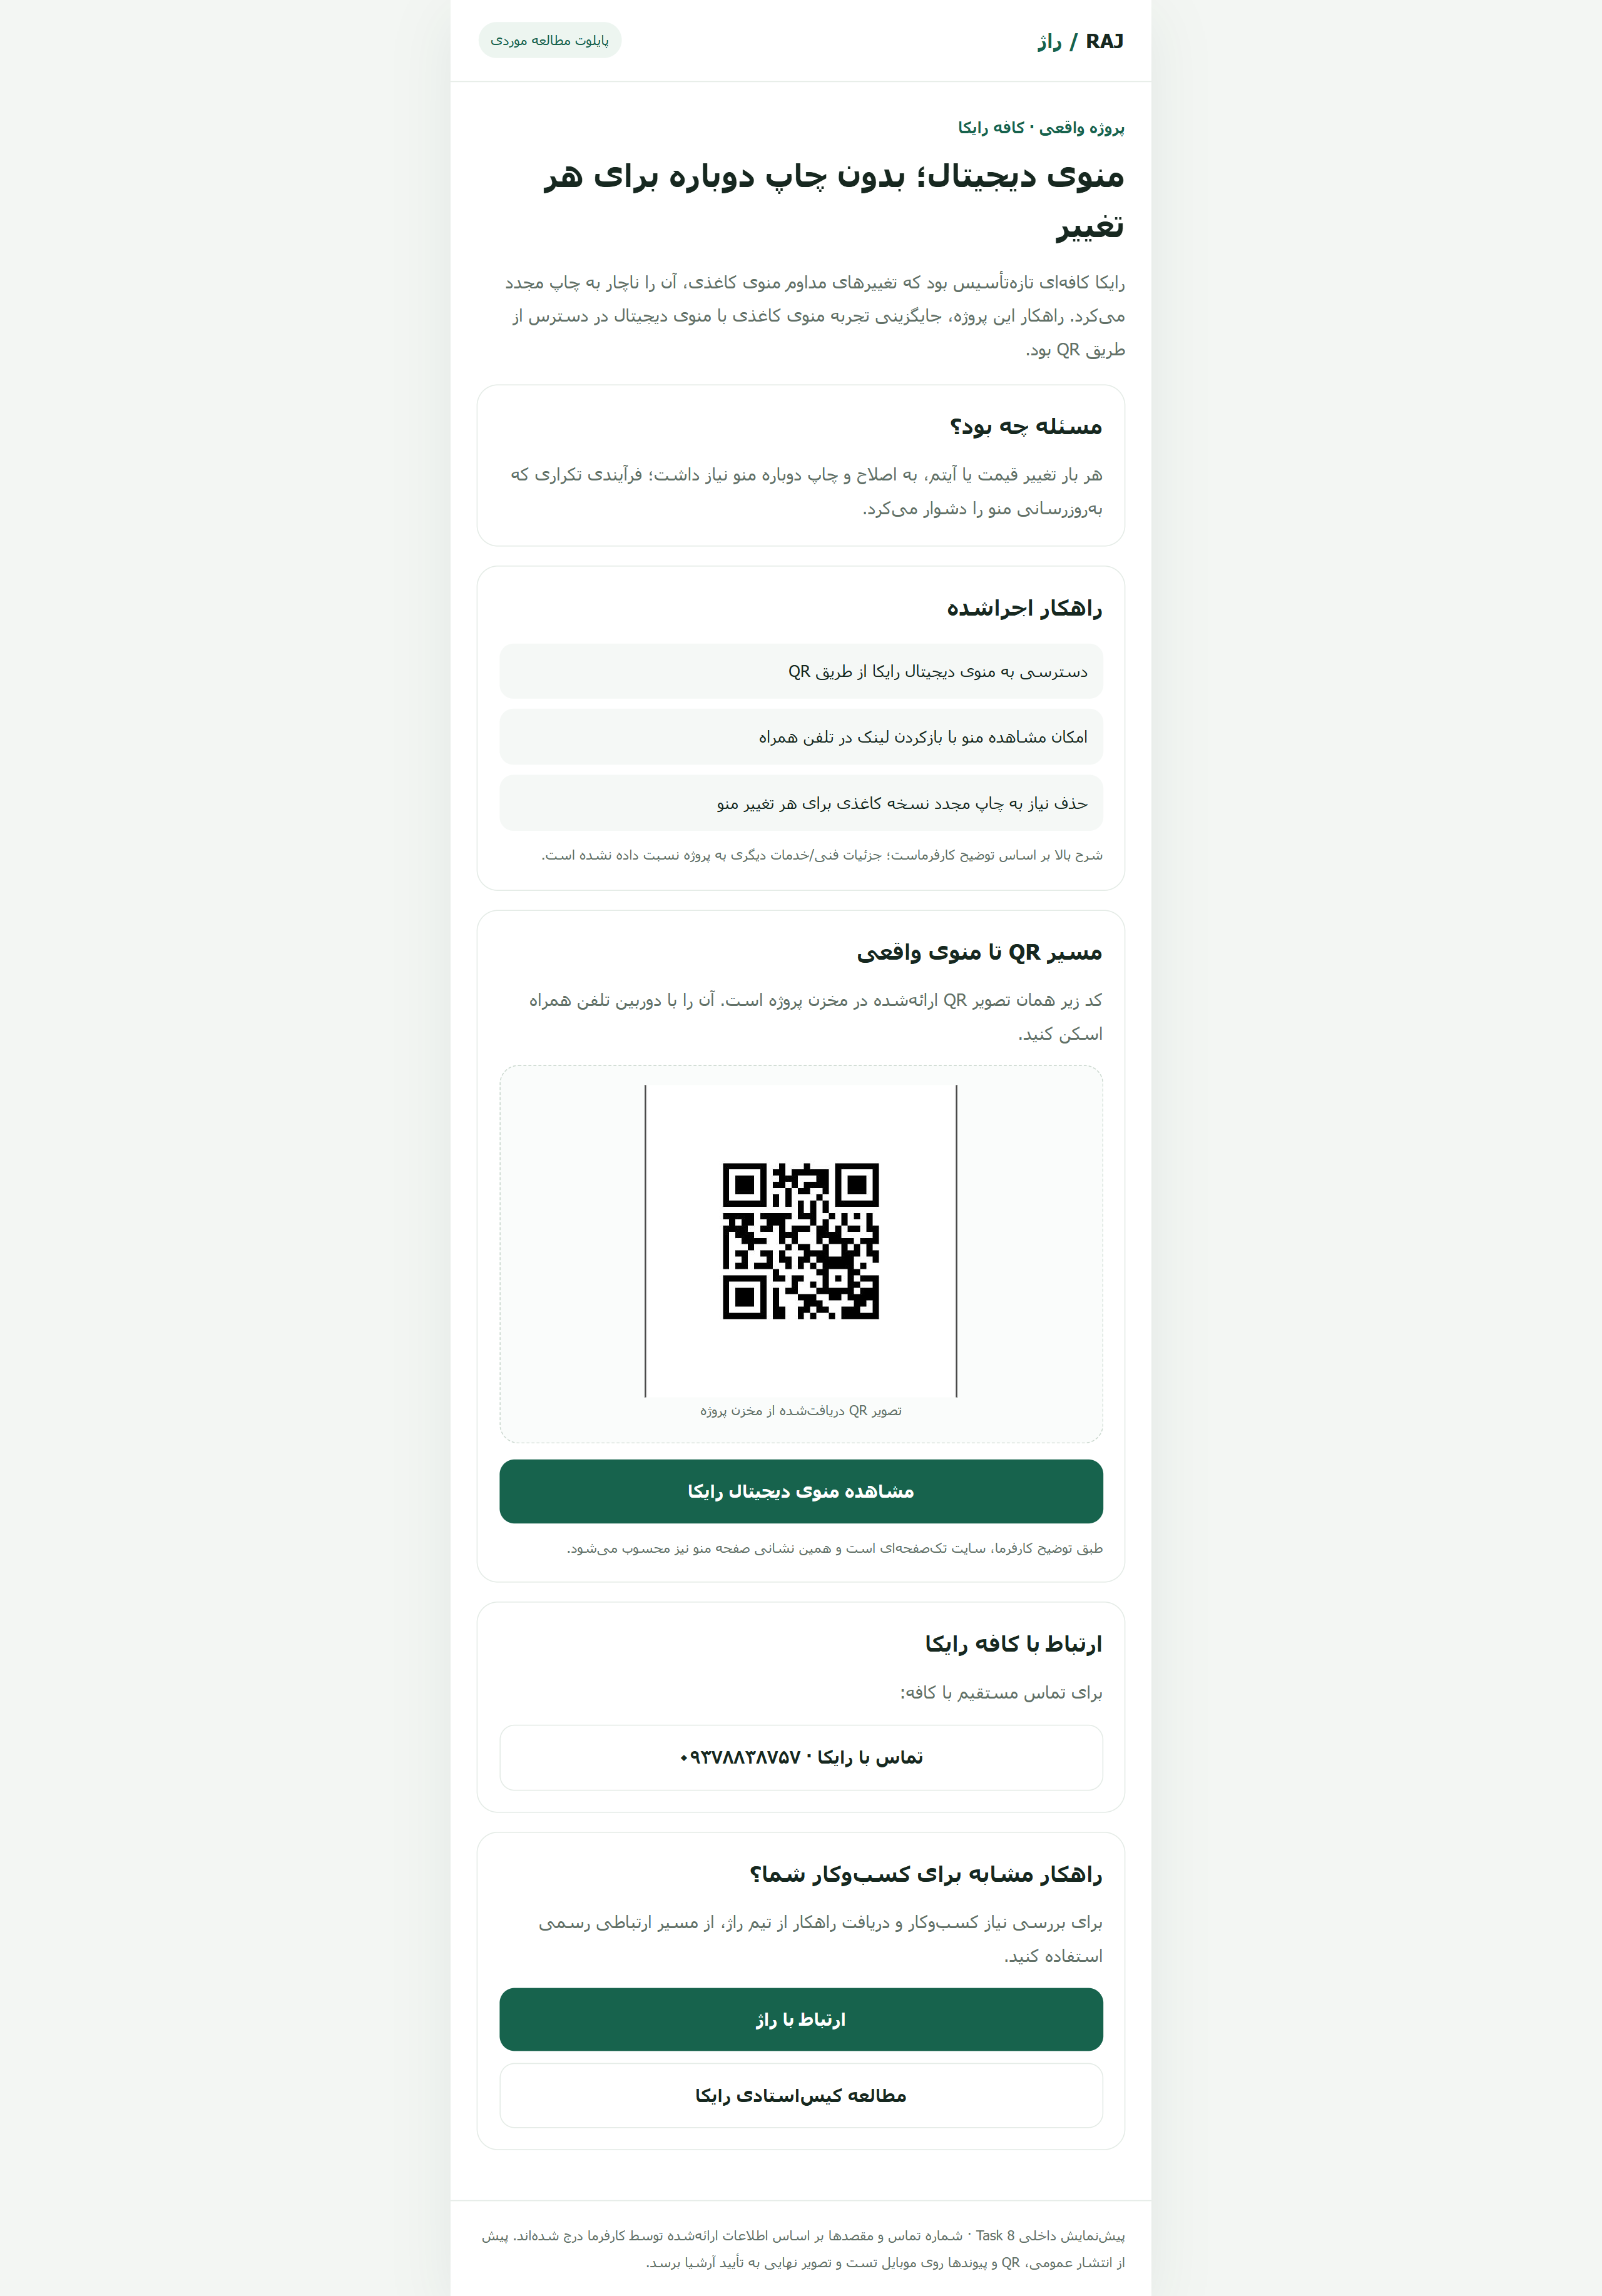 RAJ / راژ
پایلوت مطالعه موردی
پروژه واقعی · کافه رایکا
منوی دیجیتال؛ بدون چاپ دوباره برای هر
تغییر
رایکا کافه‌ای تازه‌تأسیس بود که تغییرهای مداوم منوی کاغذی، آن را ناچار به چاپ مجدد
می‌کرد. راهکار این پروژه، جایگزینی تجربه منوی کاغذی با منوی دیجیتال در دسترس از
طریق QR بود.
مسئله چه بود؟
هر بار تغییر قیمت یا آیتم، به اصلاح و چاپ دوباره منو نیاز داشت؛ فرآیندی تکراری که
به‌روزرسانی منو را دشوار می‌کرد.
راهکار اجراشده
دسترسی به منوی دیجیتال رایکا از طریق QR
امکان مشاهده منو با بازکردن لینک در تلفن همراه
حذف نیاز به چاپ مجدد نسخه کاغذی برای هر تغییر منو
شرح بالا بر اساس توضیح کارفرماست؛ جزئیات فنی/خدمات دیگری به پروژه نسبت داده نشده است.
مسیر QR تا منوی واقعی
کد زیر همان تصویر QR ارائه‌شده در مخزن پروژه است. آن را با دوربین تلفن همراه
اسکن کنید.
تصویر QR دریافت‌شده از مخزن پروژه
مشاهده منوی دیجیتال رایکا
طبق توضیح کارفرما، سایت تک‌صفحه‌ای است و همین نشانی صفحه منو نیز محسوب می‌شود.
ارتباط با کافه رایکا
برای تماس مستقیم با کافه:
تماس با رایکا · ۰۹۳۷۸۸۳۸۷۵۷
راهکار مشابه برای کسب‌وکار شما؟
برای بررسی نیاز کسب‌وکار و دریافت راهکار از تیم راژ، از مسیر ارتباطی رسمی
استفاده کنید.
ارتباط با راژ
مطالعه کیس‌استادی رایکا
پیش‌نمایش داخلی Task 8 · شماره تماس و مقصدها بر اساس اطلاعات ارائه‌شده توسط کارفرما درج شده‌اند. پیش
از انتشار عمومی، QR و پیوندها روی موبایل تست و تصویر نهایی به تأیید آرشیا برسد.